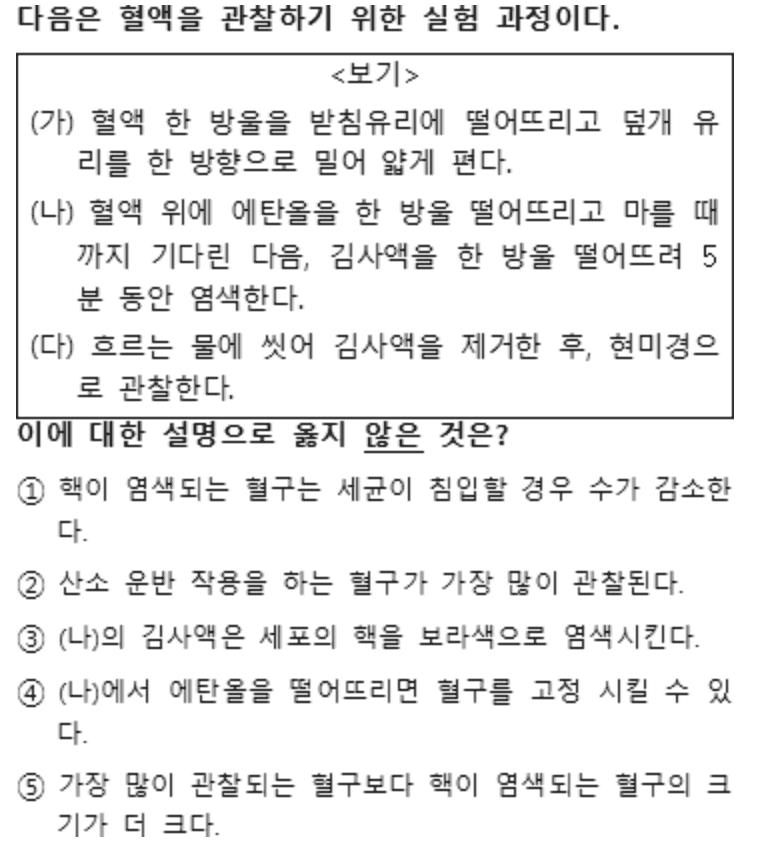 다음은 혈액을 관찰하기 위한 실험 과정이다.
<보기>
(가) 혈액 한 방울을 받침유리에 떨어뜨리고 덮개 유
리를 한 방향으로 밀어 얇게 편다.
(나) 혈액 위에 에탄올을 한 방울 떨어뜨리고 마를 때
까지 기다린 다음, 김사액을 한 방울 떨어뜨려 5
분 동안 염색한다.
(다) 흐르는 물에 씻어 김사액을 제거한 후, 현미경으
로 관찰한다.
이에 대한 설명으로 옳지 않은 것은?
① 핵이 염색되는 혈구는 세균이 침입할 경우 수가 감소한
다.
② 산소 운반 작용을 하는 혈구가 가장 많이 관찰된다.
③ (나)의 김사액은 세포의 핵을 보라색으로 염색시킨다.
④ (나)에서 에탄올을 떨어뜨리면 혈구를 고정 시킬 수 있
다.
⑤ 가장 많이 관찰되는 혈구보다 핵이 염색되는 혈구의 크
기가 더 크다.